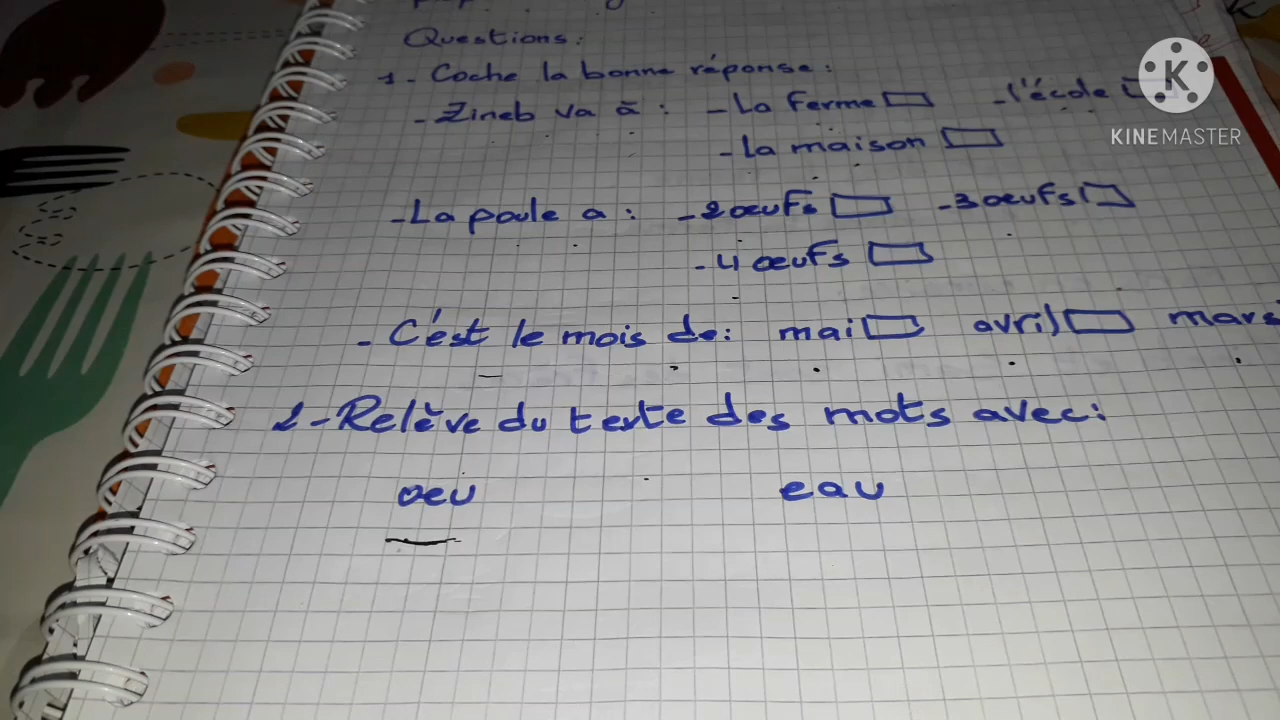 Questions:
1- Coche la bonne réponse:
- Zineb va à : - La Ferme - l'école
- La maison
- La poule a : - 2 oeufs - 3 oeufs
- 4 oeufs
- C'est le mois de: mai avril mars
2- Relève du texte des mots avec:
oeu eau
K
KINEMASTER